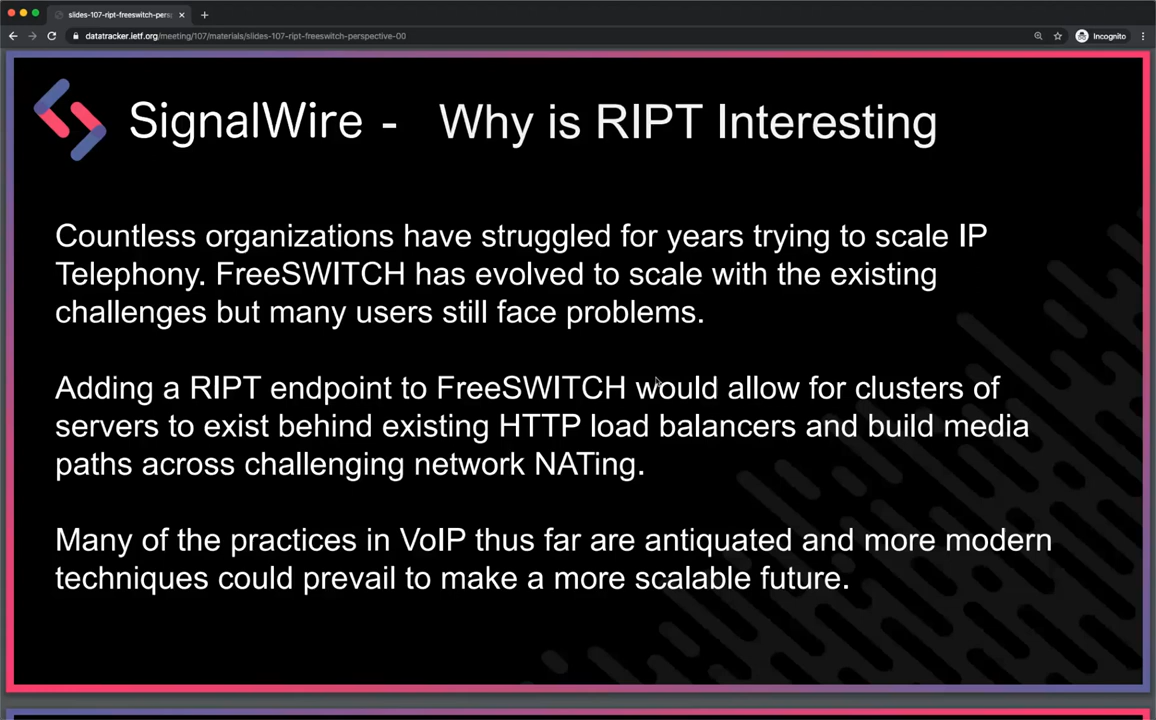 slides-107-ript-freeswitch-pers
datatracker.ietf.org/meeting/107/materials/slides-107-ript-freeswitch-perspective-00
Incognito
SignalWire - Why is RIPT Interesting
Countless organizations have struggled for years trying to scale IP
Telephony. FreeSWITCH has evolved to scale with the existing
challenges but many users still face problems.
Adding a RIPT endpoint to FreeSWITCH would allow for clusters of
servers to exist behind existing HTTP load balancers and build media
paths across challenging network NATing.
Many of the practices in VoIP thus far are antiquated and more modern
techniques could prevail to make a more scalable future.